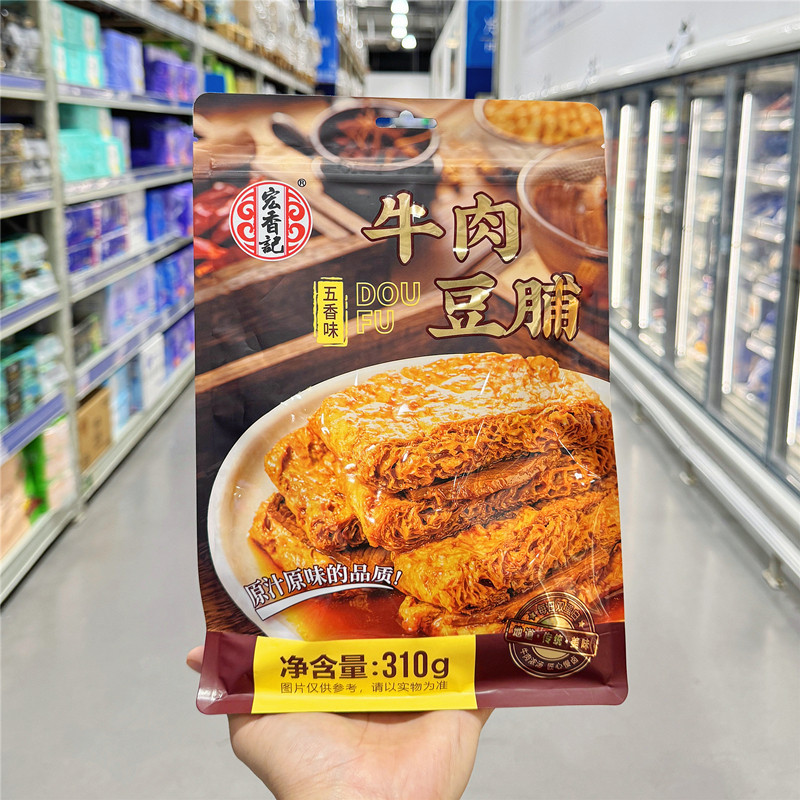 宏香記®
牛肉
豆脯
五香味
DOU
FU
原汁原味的品质!
净含量:310g
图片仅供参考,请以实物为准